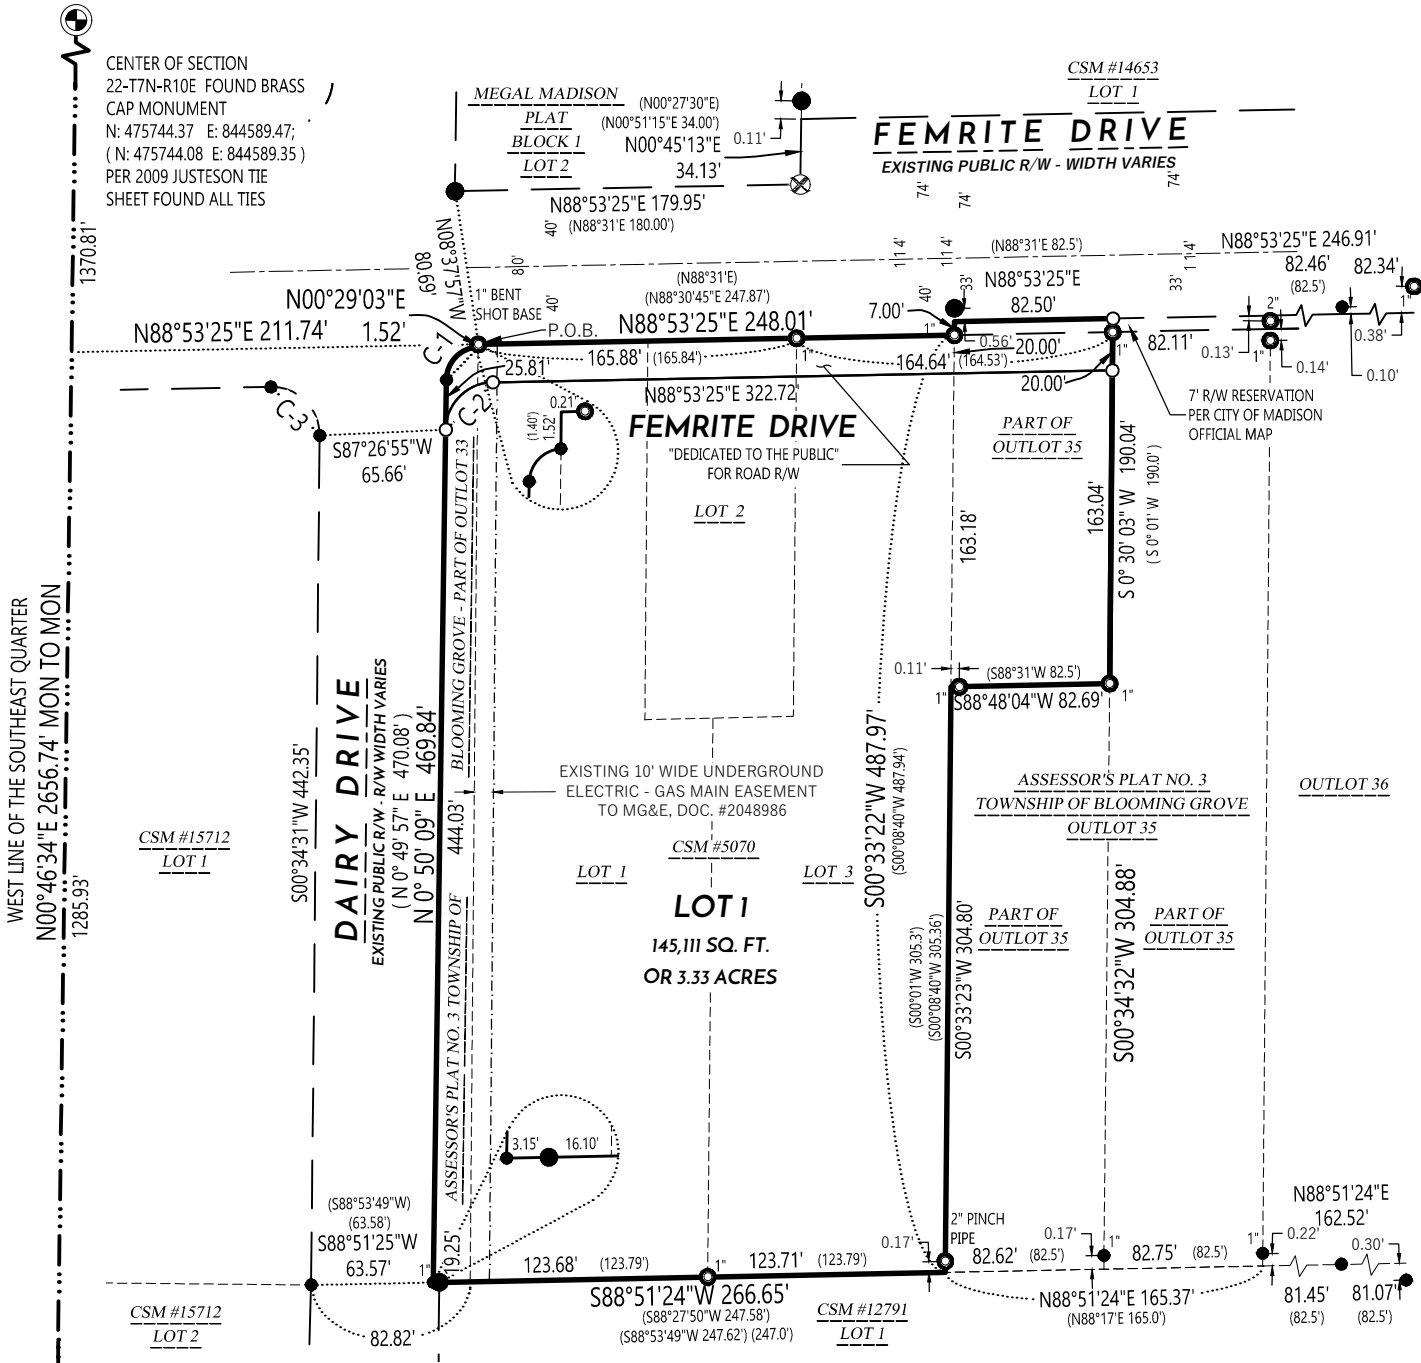 CENTER OF SECTION
22-T7N-R10E FOUND BRASS
CAP MONUMENT
N: 475744.37 E: 844589.47;
( N: 475744.08 E: 844589.35 )
PER 2009 JUSTESON TIE
SHEET FOUND ALL TIES
1370.81'
MEGAL MADISON
PLAT
BLOCK 1
LOT 2
(N00°27'30"E)
(N00°51'15"E 34.00')
N00°45'13"E
34.13'
0.11'
CSM #14653
LOT 1
FEMRITE DRIVE
EXISTING PUBLIC R/W - WIDTH VARIES
74'
74'
74'
N88°53'25"E 179.95'
(N88°31'E 180.00')
40'
N08°37'57"W
80.69'
80'
40'
114'
114'
114'
(N88°31'E 82.5')
N88°53'25"E
82.50'
33'
33'
40'
N88°53'25"E 246.91'
82.46'
(82.5')
82.34'
2"
1"
N00°29'03"E
1.52'
N88°53'25"E 211.74'
1" BENT
SHOT BASE
P.O.B.
(N88°31'E)
(N88°30'45"E 247.87')
N88°53'25"E 248.01'
7.00'
1"
165.88' (165.84')
1"
164.64' (164.53')
0.56'
20.00'
20.00'
1"
82.11'
0.13'
1"
0.14'
0.10'
0.38'
C-1
C-2
C-3
25.81'
N88°53'25"E 322.72'
FEMRITE DRIVE
"DEDICATED TO THE PUBLIC"
FOR ROAD R/W
7' R/W RESERVATION
PER CITY OF MADISON
OFFICIAL MAP
0.21'
(1.40')
1.52'
S87°26'55"W
65.66'
LOT 2
PART OF
OUTLOT 35
163.18'
163.04'
S 0° 30' 03" W 190.04'
( S 0° 01' W 190.0')
0.11'
(S88°31'W 82.5')
1"
S88°48'04"W 82.69'
1"
WEST LINE OF THE SOUTHEAST QUARTER
N00°46'34"E 2656.74' MON TO MON
1285.93'
S00°34'31"W 442.35'
DAIRY DRIVE
EXISTING PUBLIC R/W - R/W WIDTH VARIES
( N 0° 49' 57" E 470.08' )
N 0° 50' 09" E 469.84'
444.03'
BLOOMING GROVE - PART OF OUTLOT 33
ASSESSOR'S PLAT NO. 3 TOWNSHIP OF
EXISTING 10' WIDE UNDERGROUND
ELECTRIC - GAS MAIN EASEMENT
TO MG&E, DOC. #2048986
CSM #5070
LOT 1
LOT 3
LOT 1
145,111 SQ. FT.
OR 3.33 ACRES
S00°33'22"W 487.97'
(S00°08'40"W 487.94')
ASSESSOR'S PLAT NO. 3
TOWNSHIP OF BLOOMING GROVE
OUTLOT 35
OUTLOT 36
PART OF
OUTLOT 35
PART OF
OUTLOT 35
S00°34'32"W 304.88'
(S00°01'W 305.3')
(S00°08'40"W 305.36')
S00°33'23"W 304.80'
CSM #15712
LOT 1
3.15'
16.10'
(S88°53'49"W)
(63.58')
S88°51'25"W
63.57'
1"
19.25'
123.68' (123.79')
1"
123.71' (123.79')
0.17'
2" PINCH
PIPE
82.62' (82.5')
0.17'
1"
82.75' (82.5')
1"
0.22'
N88°51'24"E
162.52'
0.30'
81.45'
(82.5')
81.07'
(82.5')
S88°51'24"W 266.65'
(S88°27'50"W 247.58')
(S88°53'49"W 247.62') (247.0')
N88°51'24"E 165.37'
(N88°17'E 165.0')
CSM #15712
LOT 2
82.82'
CSM #12791
LOT 1